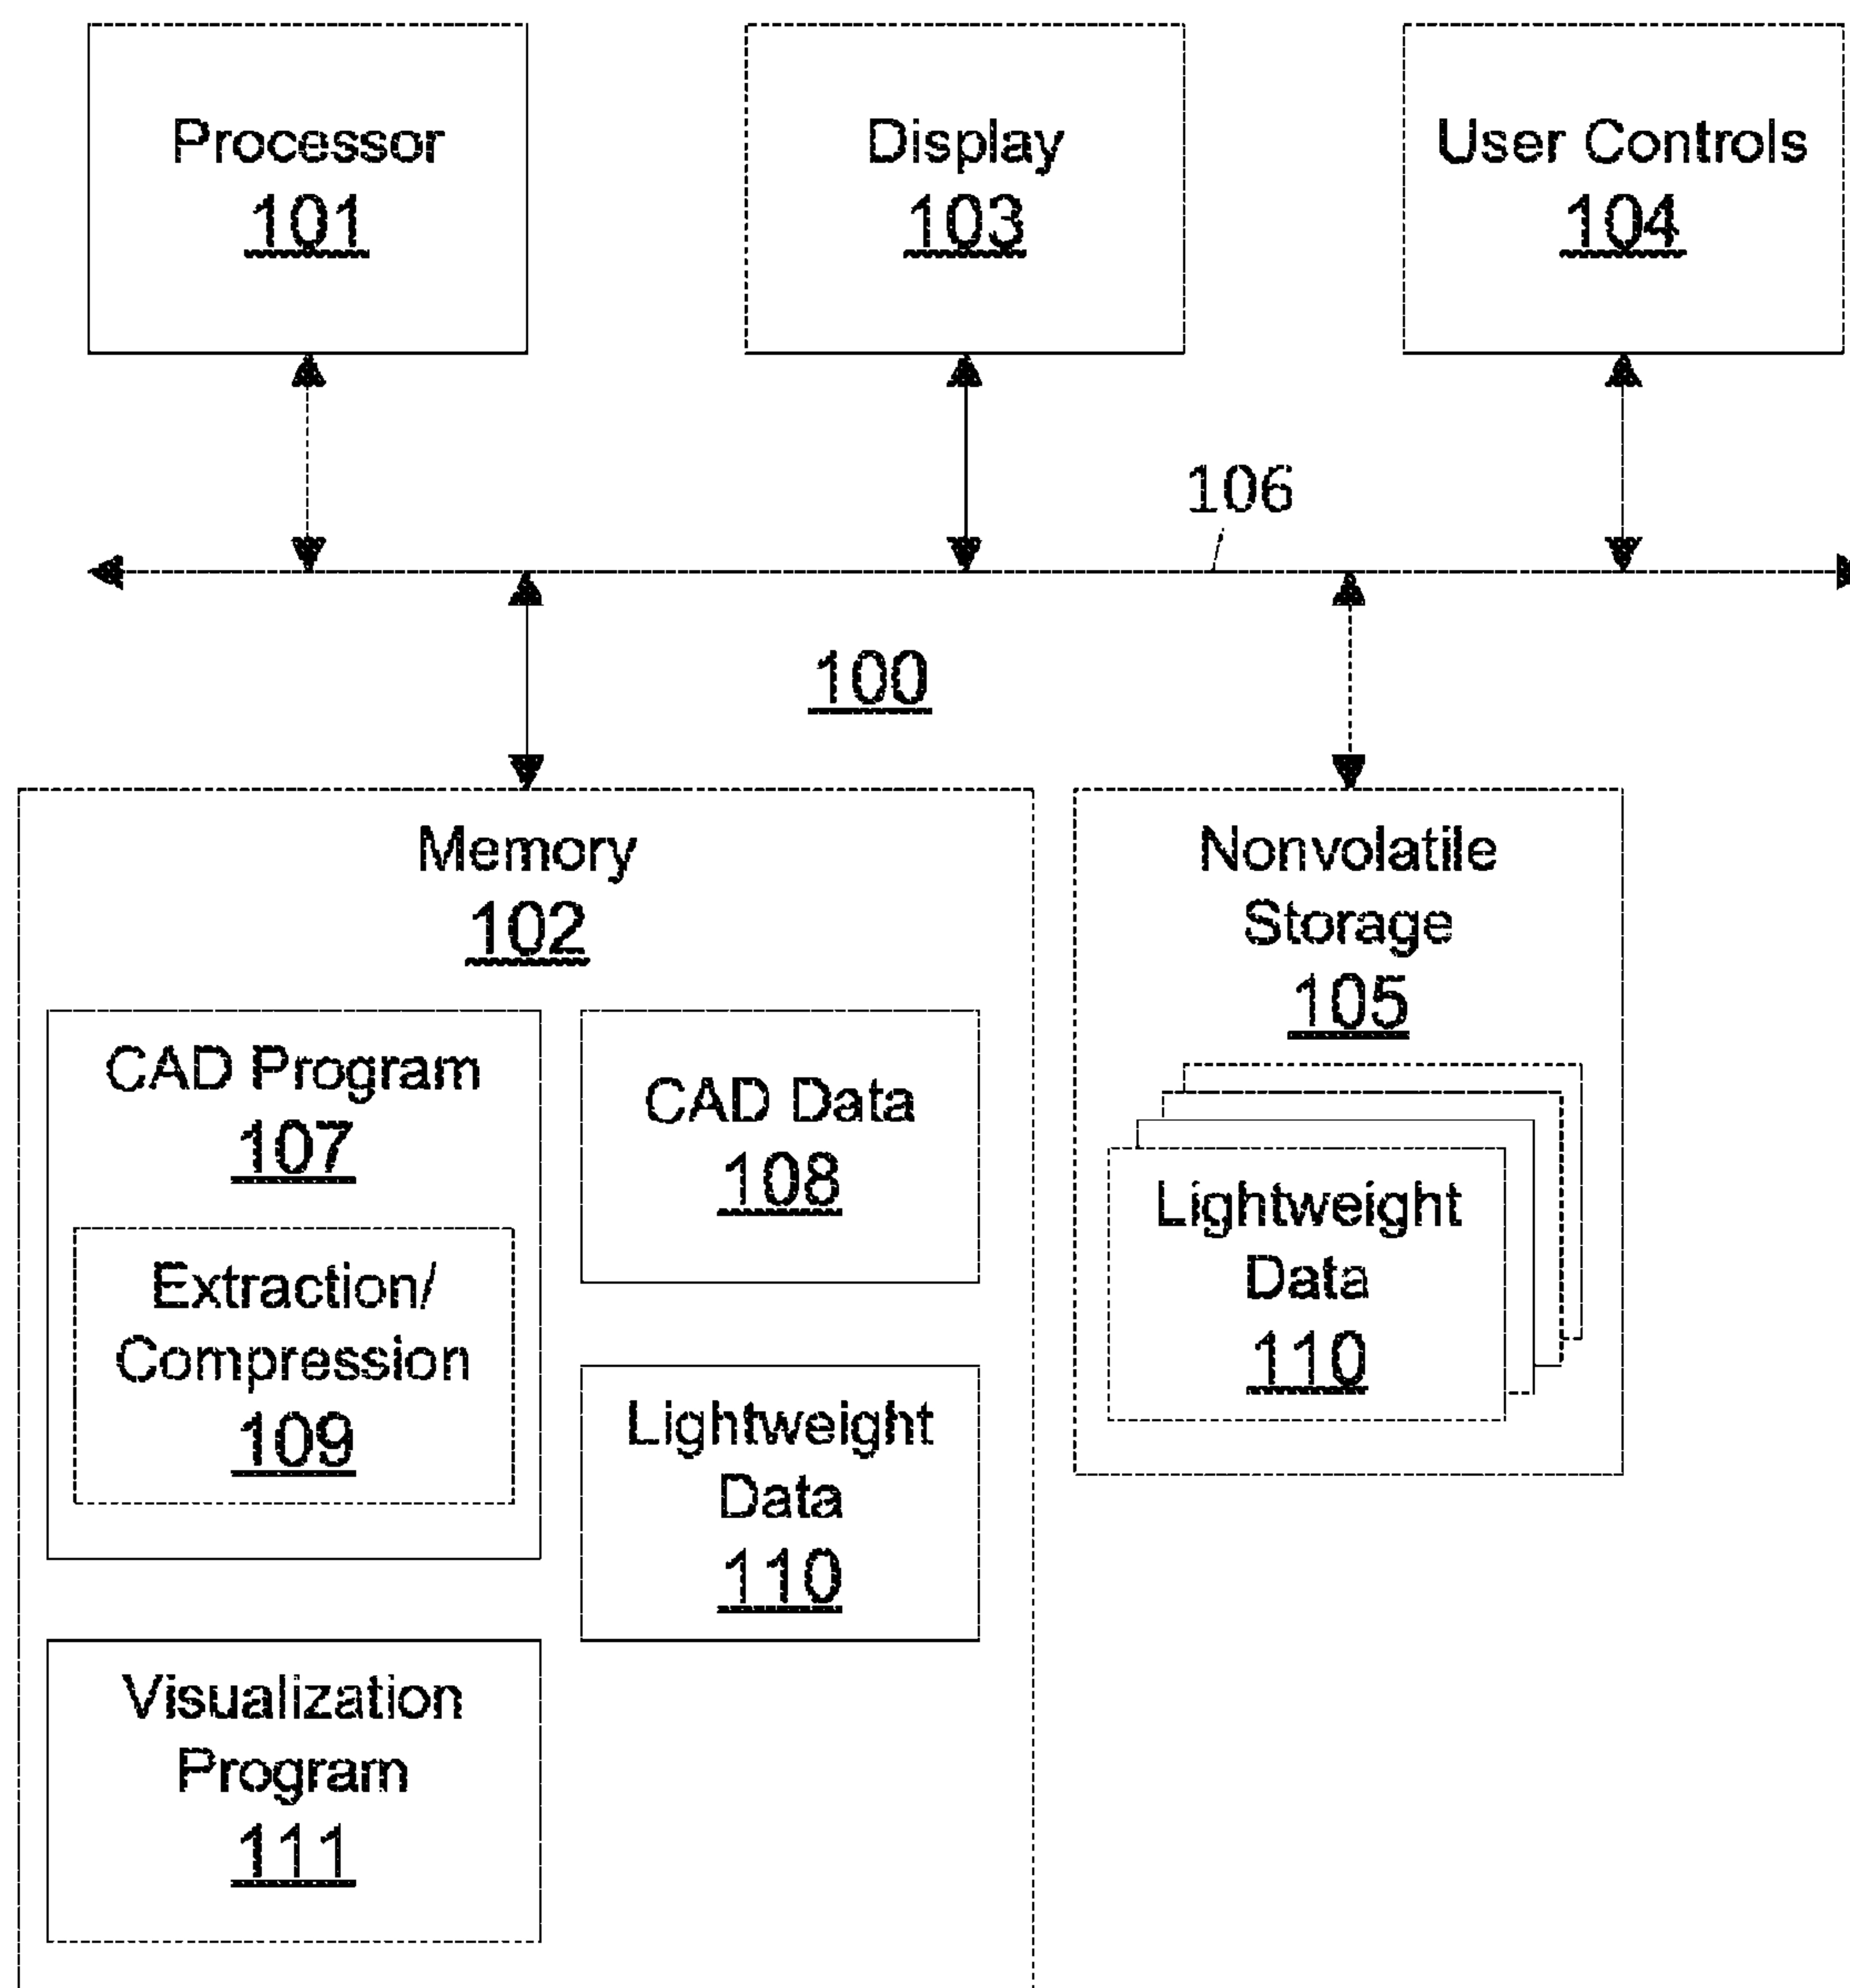 Processor
101
Display
103
User Controls
104
106
100
Memory
102
CAD Program
107
Extraction/
Compression
109
CAD Data
108
Lightweight
Data
110
Visualization
Program
111
Nonvolatile
Storage
105
Lightweight
Data
110